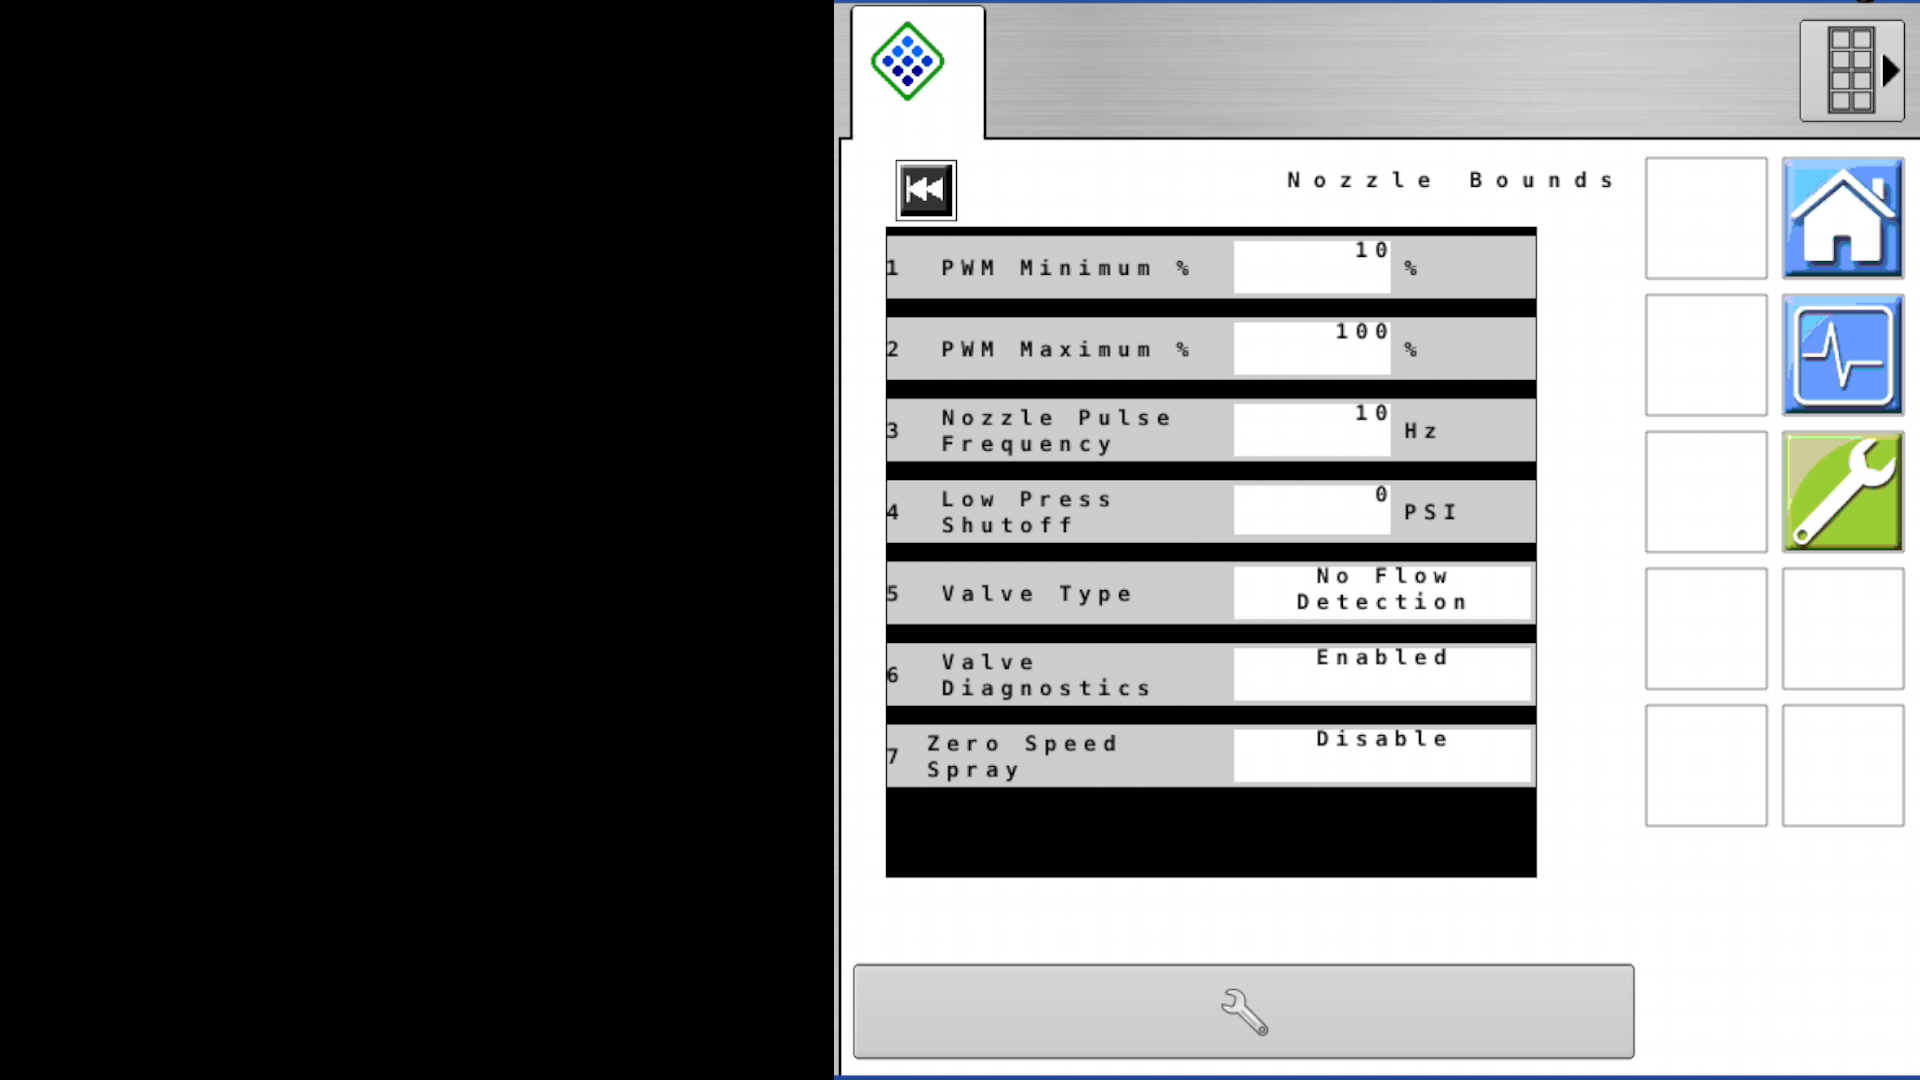 Nozzle Bounds
1 PWM Minimum % 10 %
2 PWM Maximum % 100 %
3 Nozzle Pulse Frequency 10 Hz
4 Low Press Shutoff 0 PSI
5 Valve Type No Flow Detection
6 Valve Diagnostics Enabled
7 Zero Speed Spray Disable